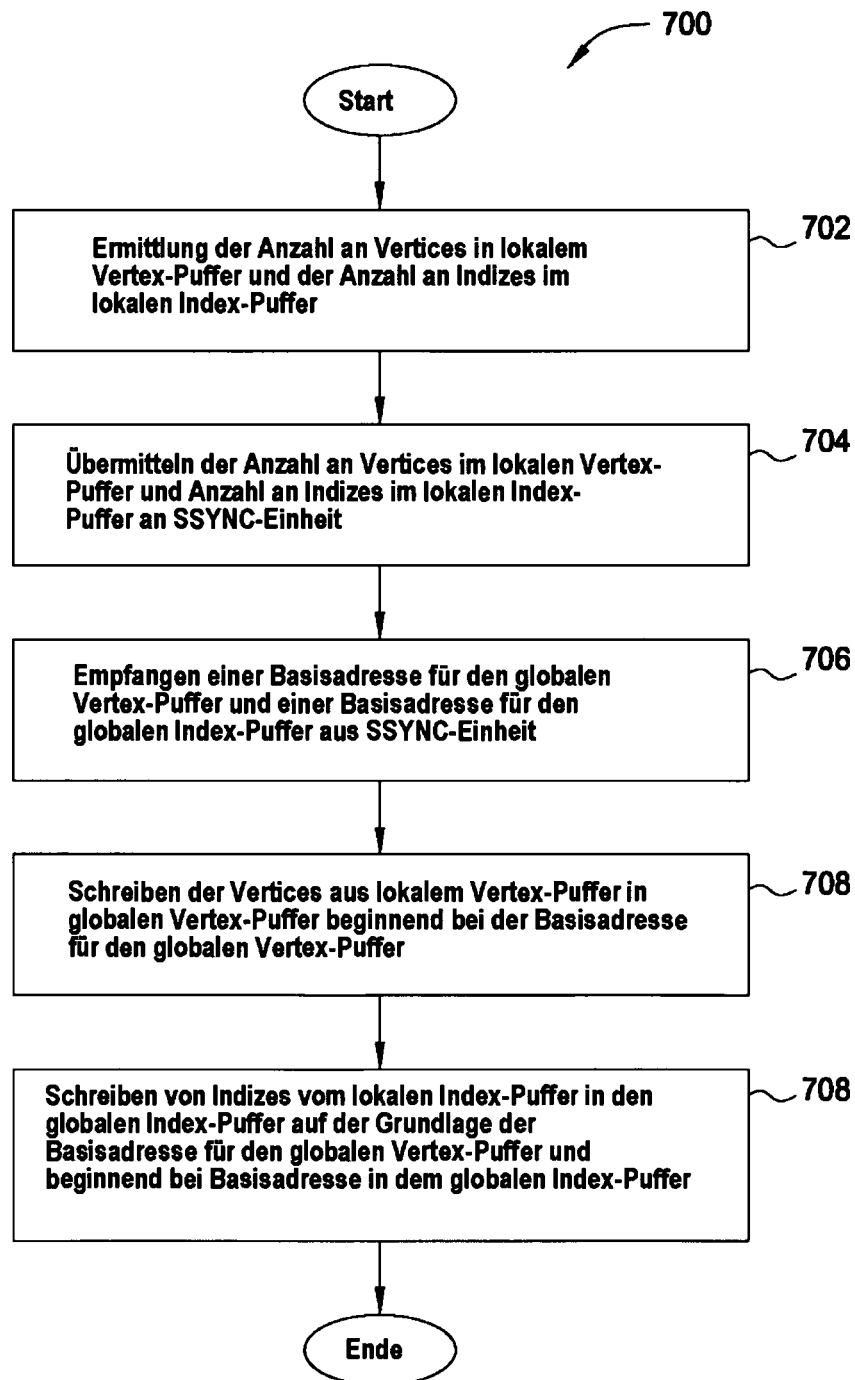 700
Start
702
Ermittlung der Anzahl an Vertices in lokalem
Vertex-Puffer und der Anzahl an Indizes im
lokalen Index-Puffer
704
Übermitteln der Anzahl an Vertices im lokalen Vertex-
Puffer und Anzahl an Indizes im lokalen Index-
Puffer an SSYNC-Einheit
706
Empfangen einer Basisadresse für den globalen
Vertex-Puffer und einer Basisadresse für den
globalen Index-Puffer aus SSYNC-Einheit
708
Schreiben der Vertices aus lokalem Vertex-Puffer in
globalen Vertex-Puffer beginnend bei der Basisadresse
für den globalen Vertex-Puffer
708
Schreiben von Indizes vom lokalen Index-Puffer in den
globalen Index-Puffer auf der Grundlage der
Basisadresse für den globalen Vertex-Puffer und
beginnend bei Basisadresse in dem globalen Index-Puffer
Ende